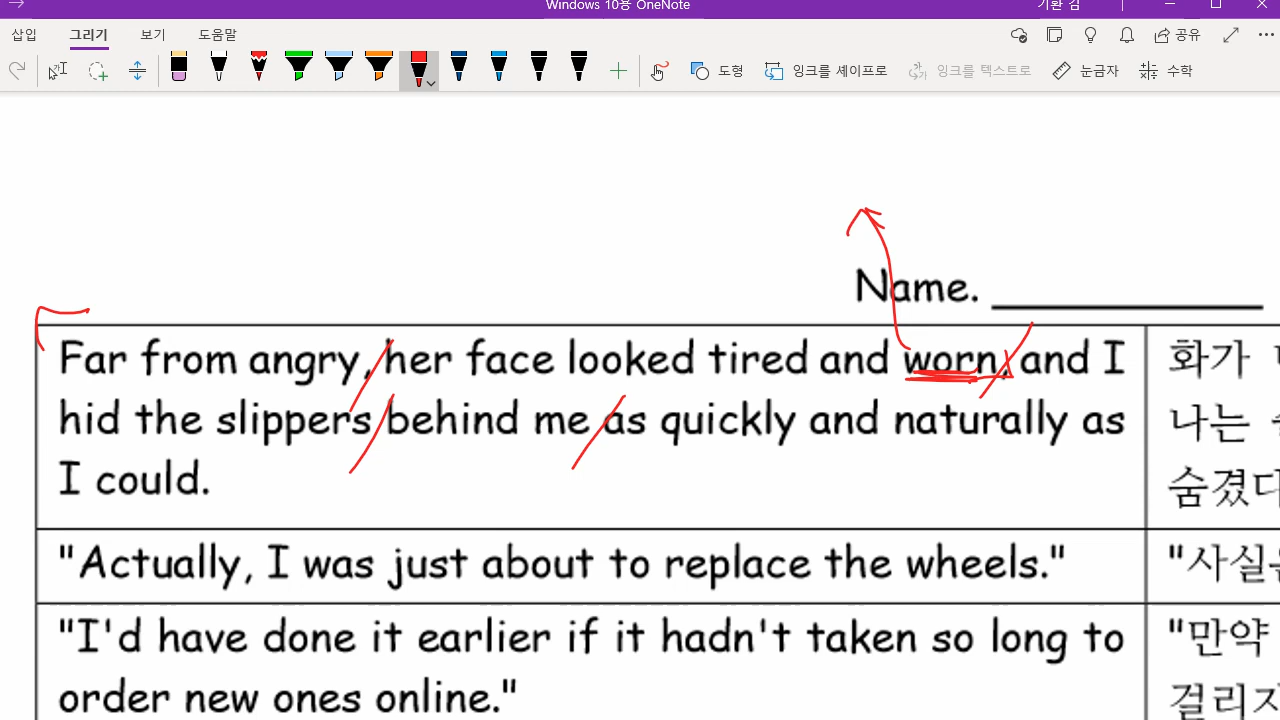 Windows 10용 OneNote
기환 김
삽입
그리기
보기
도움말
공유
도형
잉크를 셰이프로
잉크를 텍스트로
눈금자
수학
Name.
Far from angry, her face looked tired and worn, and I
hid the slippers behind me as quickly and naturally as
I could.
화가
나는
숨겼다
"Actually, I was just about to replace the wheels."
"사실은
"I'd have done it earlier if it hadn't taken so long to
order new ones online."
"만약